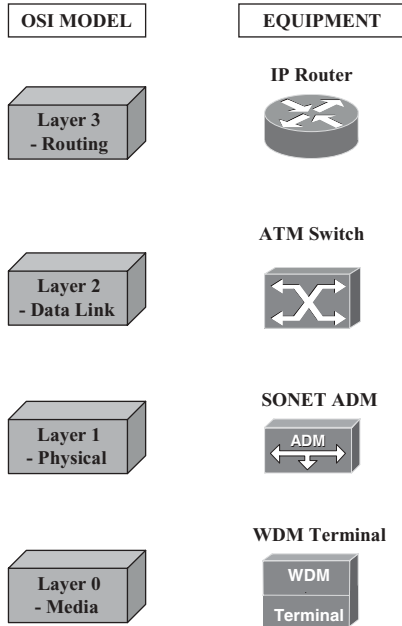 OSI MODEL
EQUIPMENT
IP Router
Layer 3
- Routing
ATM Switch
Layer 2
- Data Link
SONET ADM
Layer 1
- Physical
ADM
WDM Terminal
Layer 0
- Media
WDM
Terminal